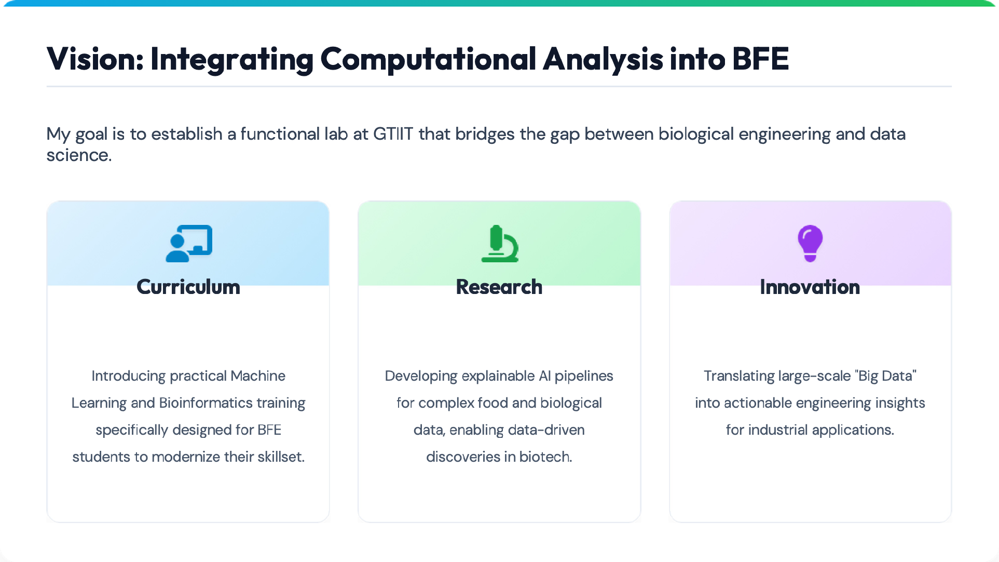 Vision: Integrating Computational Analysis into BFE
My goal is to establish a functional lab at GTIIT that bridges the gap between biological engineering and data
science.
Curriculum
Introducing practical Machine
Learning and Bioinformatics training
specifically designed for BFE
students to modernize their skillset.
Research
Developing explainable AI pipelines
for complex food and biological
data, enabling data-driven
discoveries in biotech.
Innovation
Translating large-scale "Big Data"
into actionable engineering insights
for industrial applications.